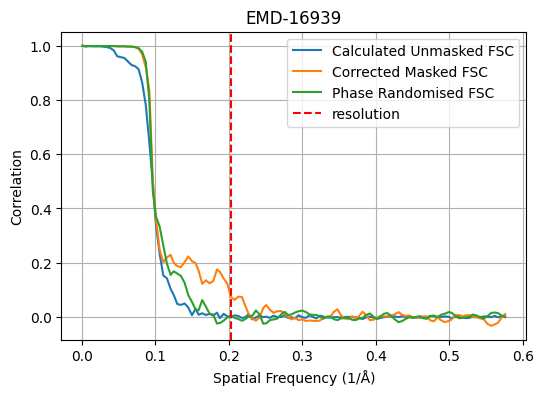 EMD-16939
Calculated Unmasked FSC
Corrected Masked FSC
Phase Randomised FSC
resolution
Correlation
1.0
0.8
0.6
0.4
0.2
0.0
0.0 0.1 0.2 0.3 0.4 0.5 0.6
Spatial Frequency (1/Å)